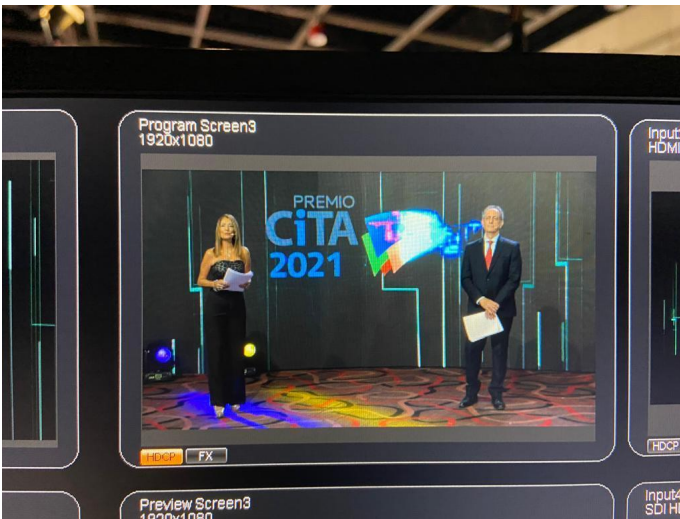 Program Screen3
1920x1080
PREMIO
CiTA
2021
HDCP
FX
Input
HDMI
HDCP
Preview Screen3
1920x1080
Input4
SDI